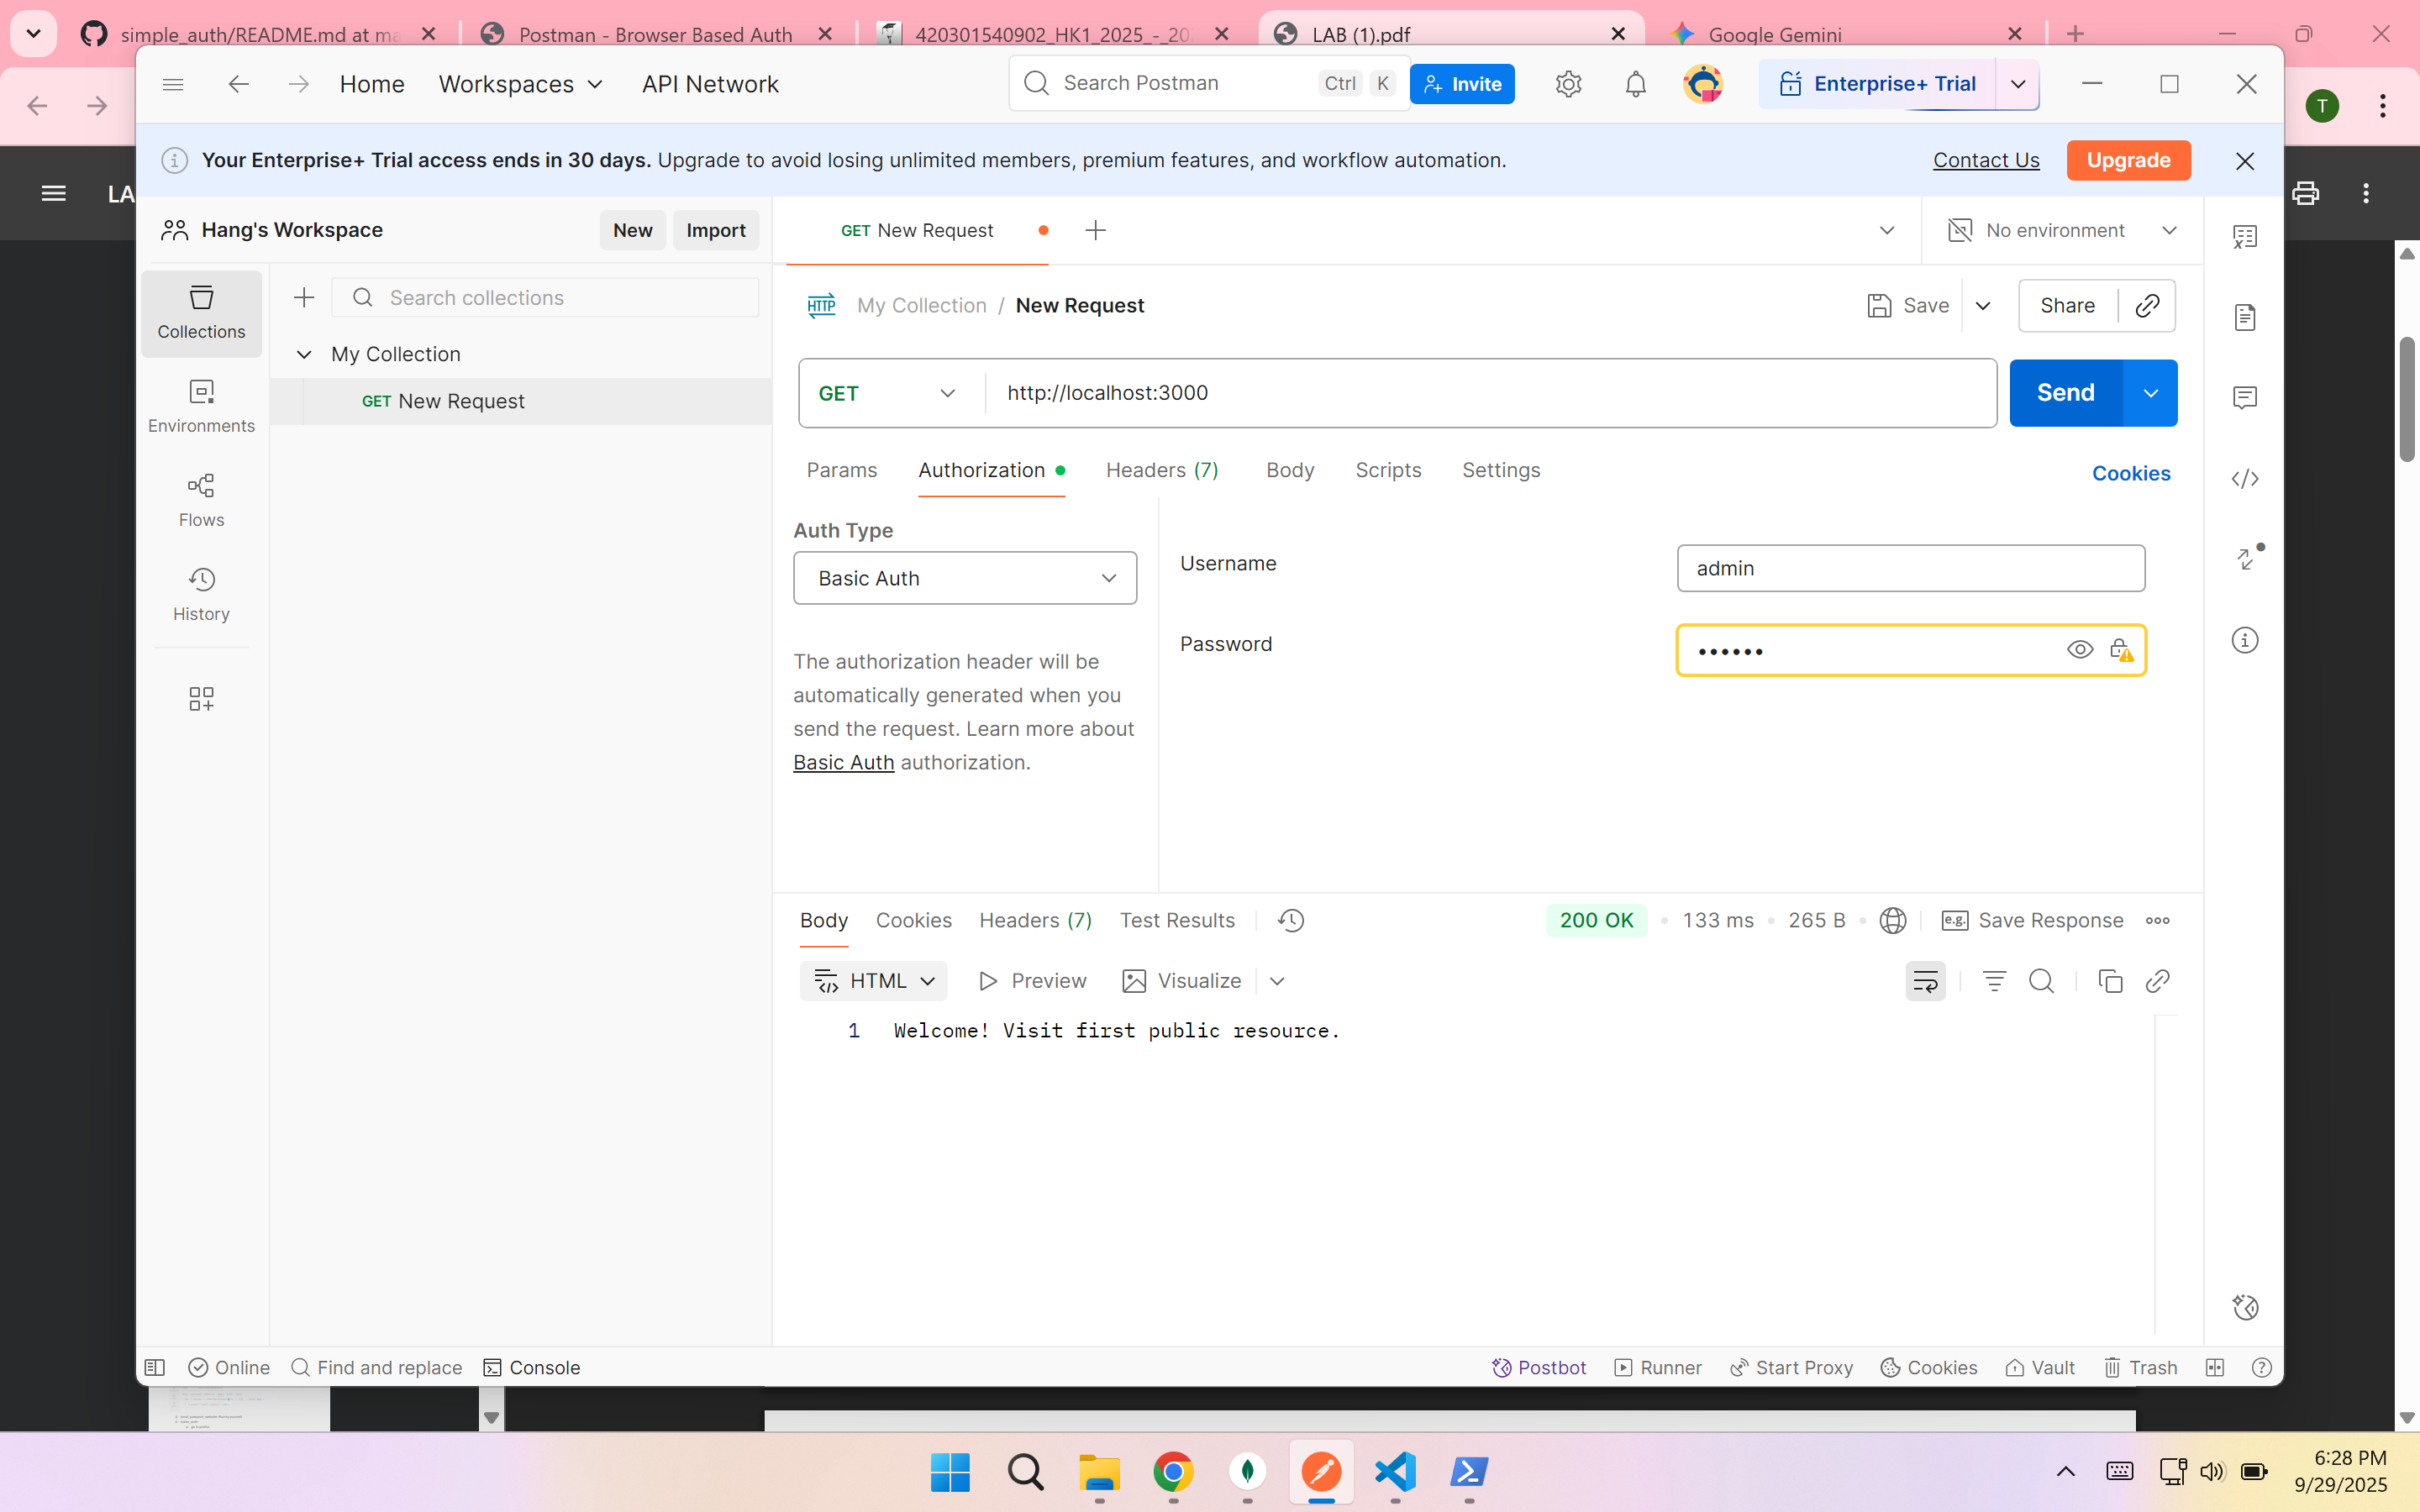 simple_auth/README.md at ma
Postman - Browser Based Auth
420301540902_HK1_2025_-_20
LAB (1).pdf
Google Gemini
Home
Workspaces
API Network
Search Postman
Ctrl K
Invite
Enterprise+ Trial
T
Your Enterprise+ Trial access ends in 30 days. Upgrade to avoid losing unlimited members, premium features, and workflow automation.
Contact Us
Upgrade
LA
Hang's Workspace
New
Import
GET New Request
No environment
Collections
Search collections
HTTP
My Collection / New Request
Save
Share
My Collection
GET New Request
Environments
GET
http://localhost:3000
Send
Params
Authorization
Headers (7)
Body
Scripts
Settings
Cookies
Flows
Auth Type
Basic Auth
Username
admin
History
Password
••••••
The authorization header will be
automatically generated when you
send the request. Learn more about
Basic Auth authorization.
Body
Cookies
Headers (7)
Test Results
200 OK
133 ms
265 B
e.g.
Save Response
HTML
Preview
Visualize
1 Welcome! Visit first public resource.
Online
Find and replace
Console
Postbot
Runner
Start Proxy
Cookies
Vault
Trash
6:28 PM
9/29/2025